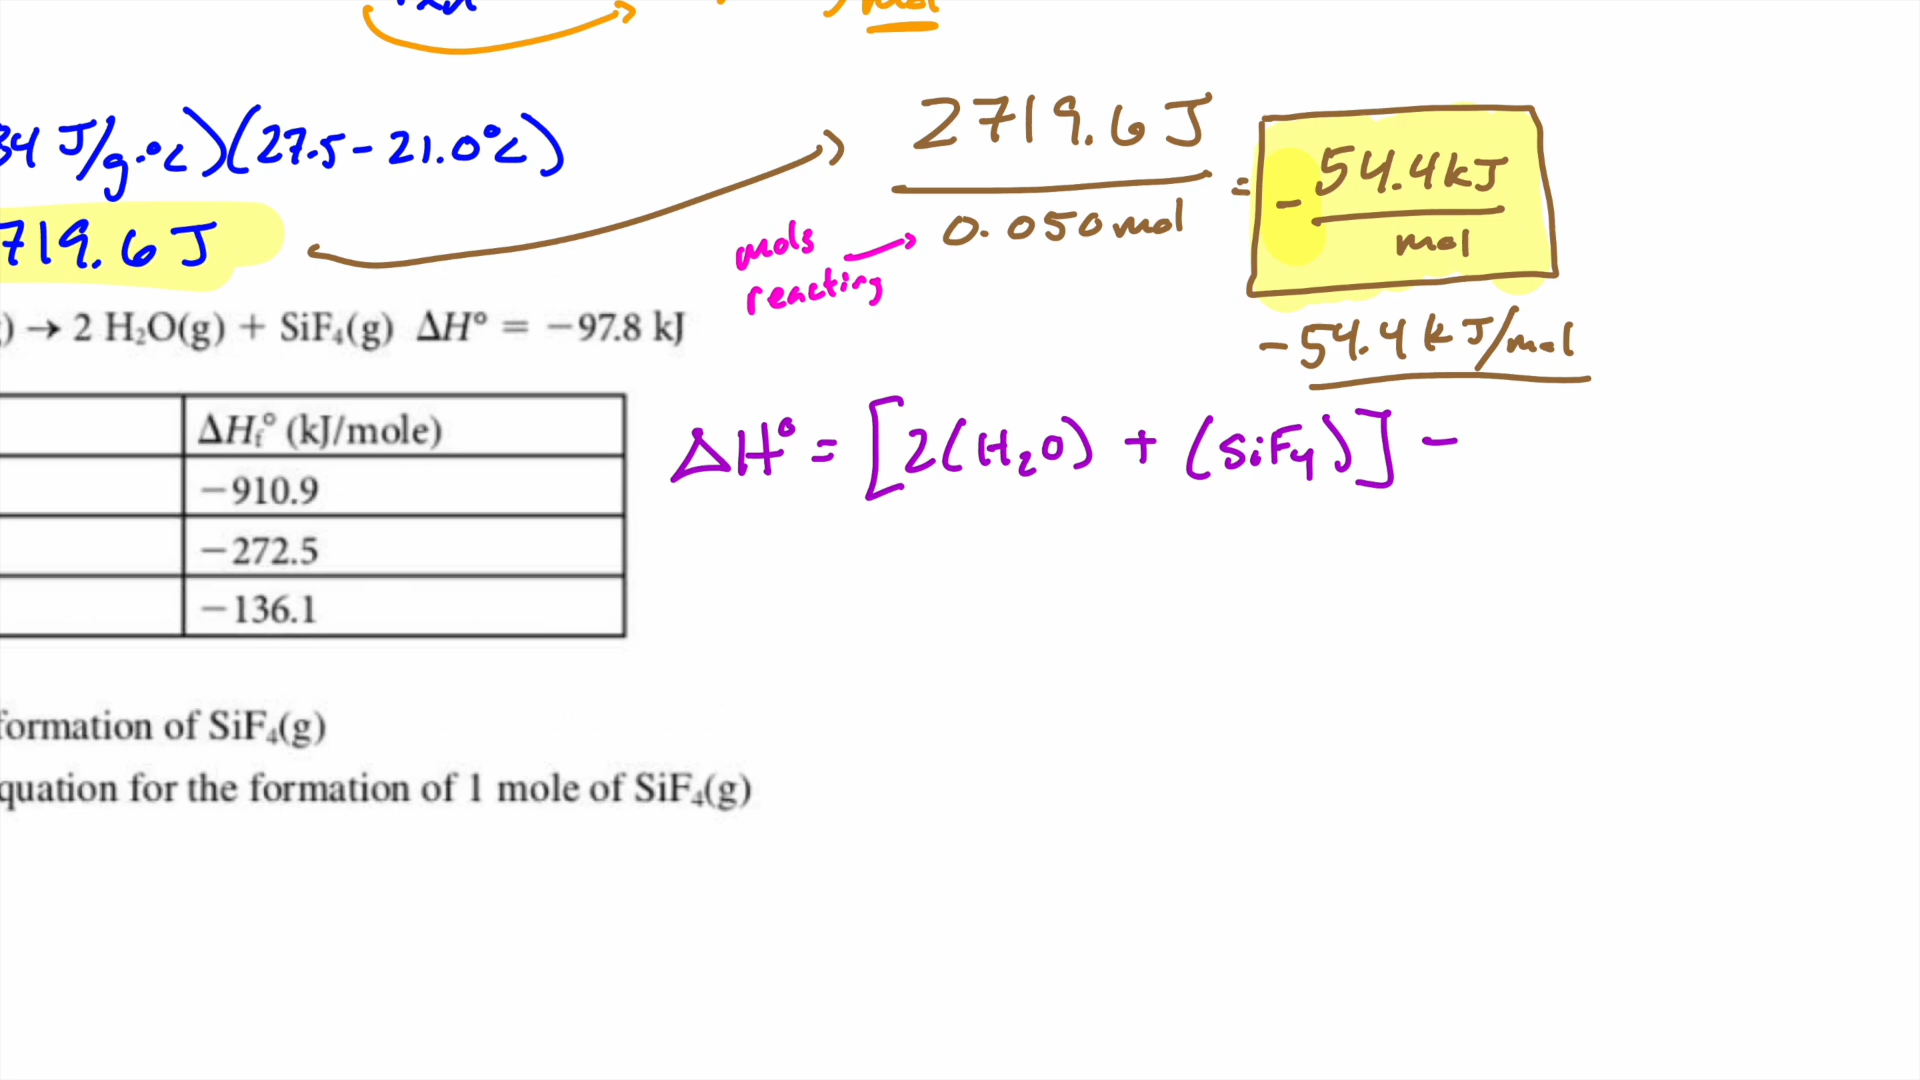 mol
34 J/g·°C)(27.5 - 21.0°C)
719.6 J
2719.6 J
0.050 mol
= - 54.4 kJ
mol
mols
reacting
- 54.4 kJ/mol
) → 2 H₂O(g) + SiF₄(g) ΔH° = −97.8 kJ
ΔHf° (kJ/mole)
−910.9
−272.5
−136.1
ΔH° = [2(H₂O) + (SiF₄)] -
formation of SiF₄(g)
quation for the formation of 1 mole of SiF₄(g)